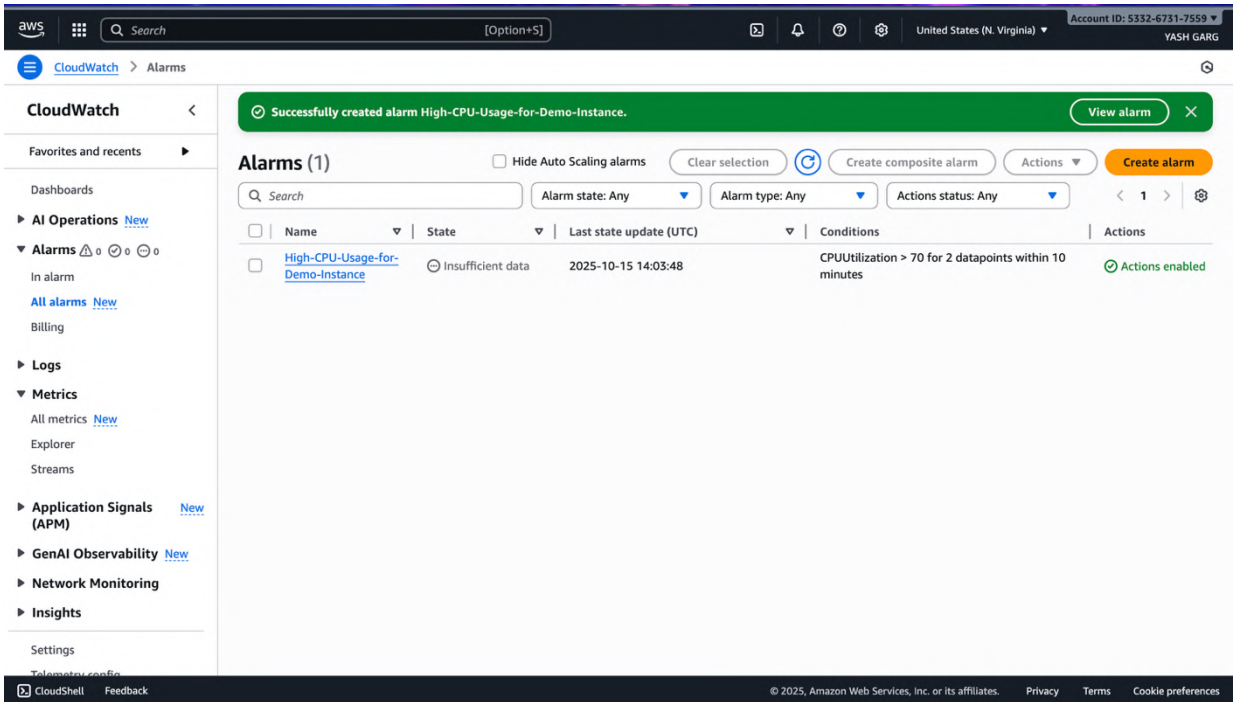 aws
Search
[Option+S]
United States (N. Virginia) ▼
Account ID: 5332-6731-7559 ▼
YASH GARG
CloudWatch > Alarms
CloudWatch
Favorites and recents
Dashboards
AI Operations New
Alarms 0 0 0
In alarm
All alarms New
Billing
Logs
Metrics
All metrics New
Explorer
Streams
Application Signals New
(APM)
GenAI Observability New
Network Monitoring
Insights
Settings
Telemetry config
Successfully created alarm High-CPU-Usage-for-Demo-Instance.
View alarm
Alarms (1)
Hide Auto Scaling alarms
Clear selection
Create composite alarm
Actions ▼
Create alarm
Search
Alarm state: Any
Alarm type: Any
Actions status: Any
< 1 >
Name
State
Last state update (UTC)
Conditions
Actions
High-CPU-Usage-for-
Demo-Instance
Insufficient data
2025-10-15 14:03:48
CPUUtilization > 70 for 2 datapoints within 10
minutes
Actions enabled
CloudShell
Feedback
© 2025, Amazon Web Services, Inc. or its affiliates.
Privacy
Terms
Cookie preferences